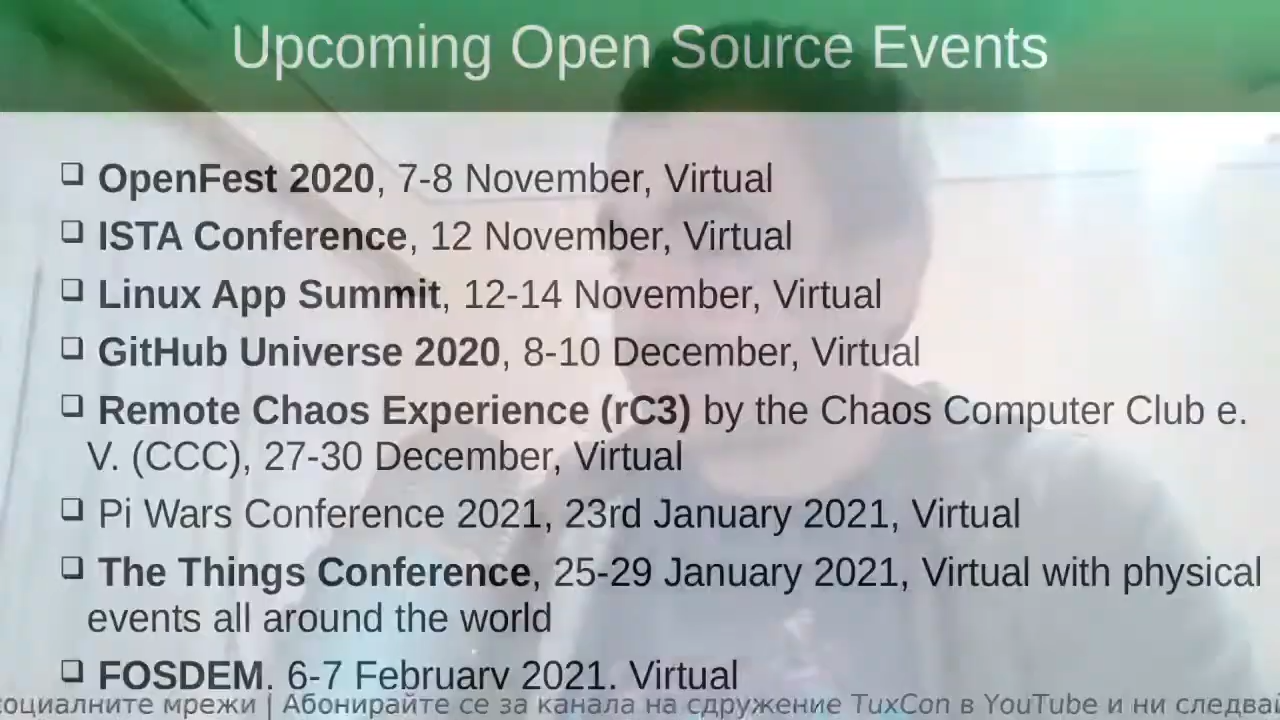 Upcoming Open Source Events
❑ OpenFest 2020, 7-8 November, Virtual
❑ ISTA Conference, 12 November, Virtual
❑ Linux App Summit, 12-14 November, Virtual
❑ GitHub Universe 2020, 8-10 December, Virtual
❑ Remote Chaos Experience (rC3) by the Chaos Computer Club e.
V. (CCC), 27-30 December, Virtual
❑ Pi Wars Conference 2021, 23rd January 2021, Virtual
❑ The Things Conference, 25-29 January 2021, Virtual with physical
events all around the world
❑ FOSDEM, 6-7 February 2021, Virtual
социалните мрежи | Абонирайте се за канала на сдружение TuxCon в YouTube и ни